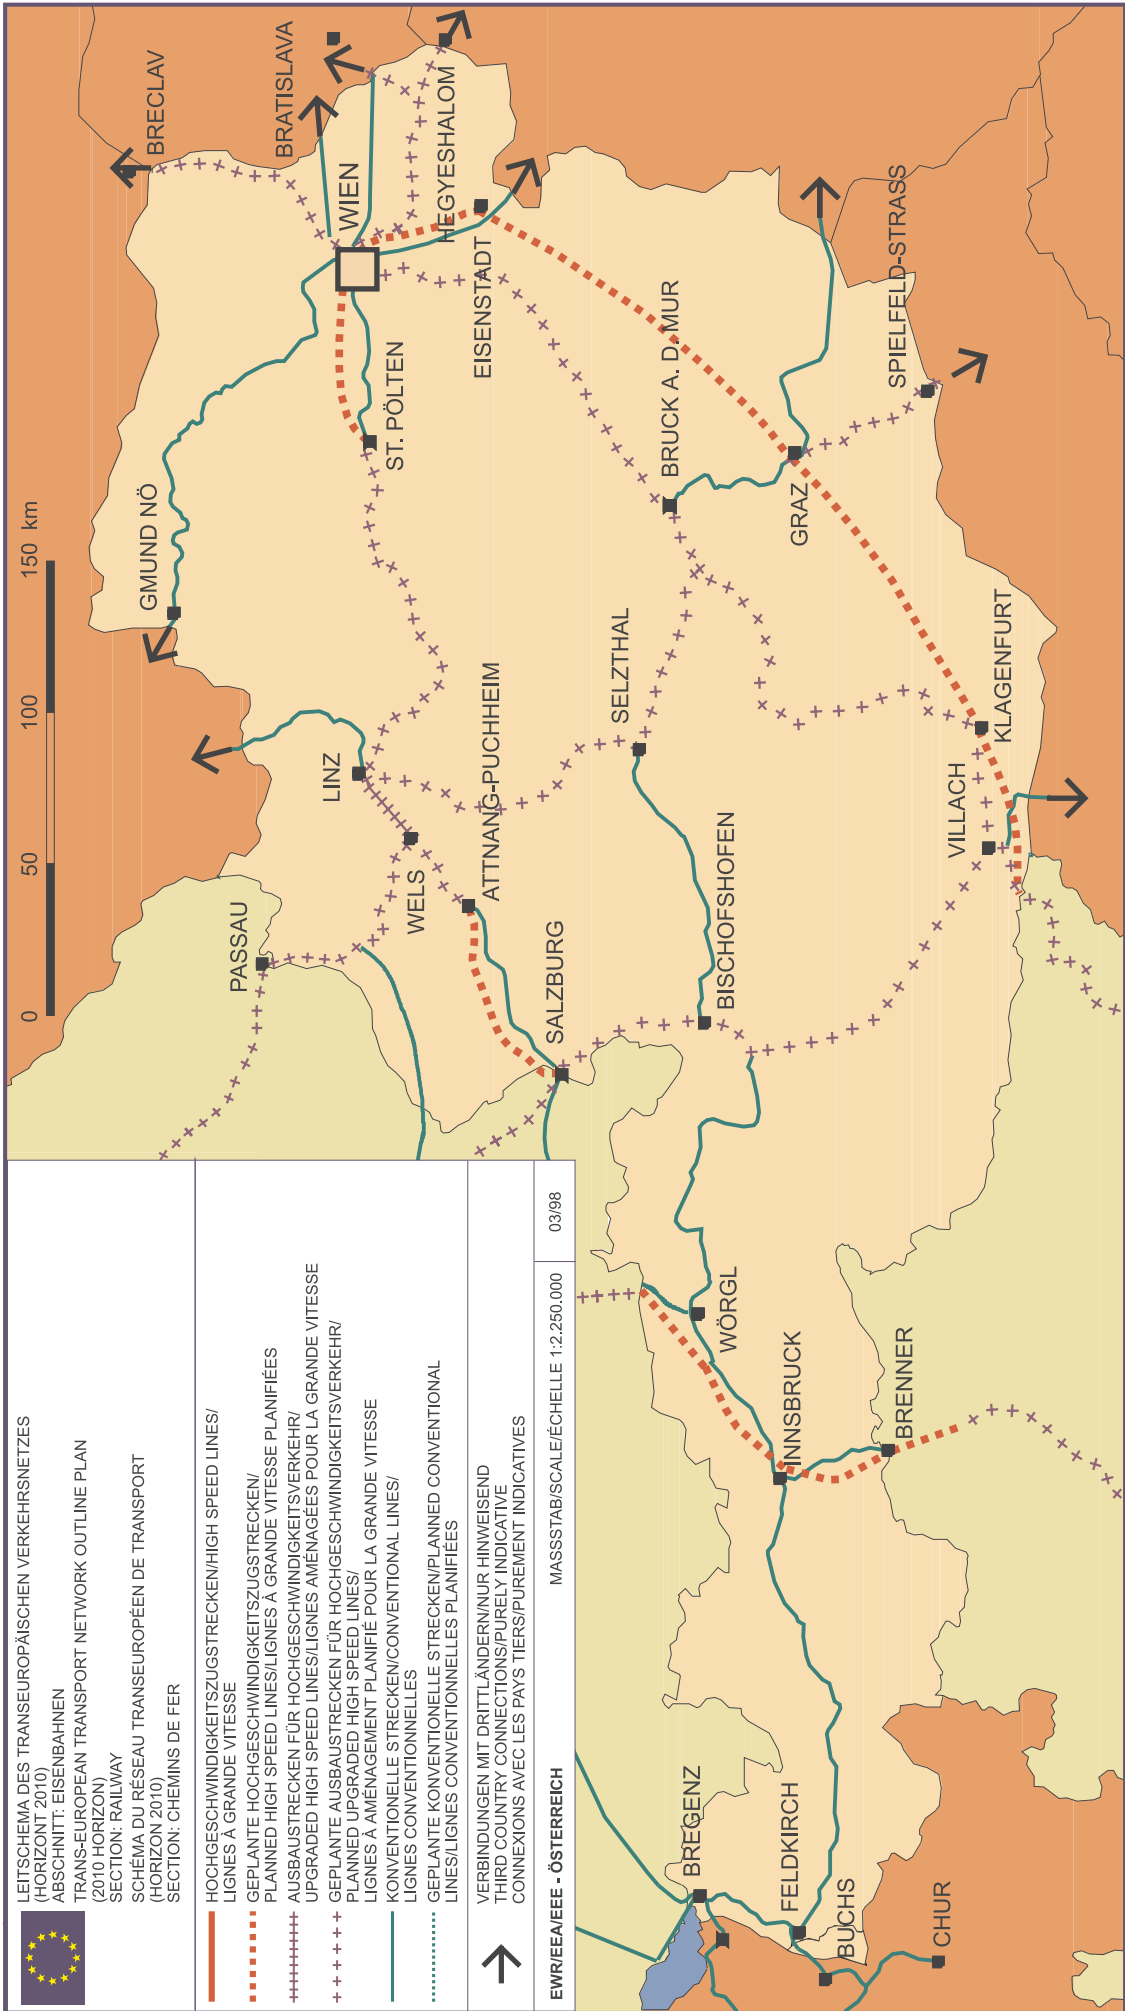 LEITSCHEMA DES TRANSEUROPÄISCHEN VERKEHRSNETZES
(HORIZONT 2010)
ABSCHNITT: EISENBAHNEN
TRANS-EUROPEAN TRANSPORT NETWORK OUTLINE PLAN
(2010 HORIZON)
SECTION: RAILWAY
SCHÉMA DU RÉSEAU TRANSEUROPÉEN DE TRANSPORT
(HORIZON 2010)
SECTION: CHEMINS DE FER
HOCHGESCHWINDIGKEITSZUGSTRECKEN/HIGH SPEED LINES/
LIGNES À GRANDE VITESSE
GEPLANTE HOCHGESCHWINDIGKEITSZUGSTRECKEN/
PLANNED HIGH SPEED LINES/LIGNES À GRANDE VITESSE PLANIFIÉES
AUSBAUSTRECKEN FÜR HOCHGESCHWINDIGKEITSVERKEHR/
UPGRADED HIGH SPEED LINES/LIGNES AMÉNAGÉES POUR LA GRANDE VITESSE
GEPLANTE AUSBAUSTRECKEN FÜR HOCHGESCHWINDIGKEITSVERKEHR/
PLANNED UPGRADED HIGH SPEED LINES/
LIGNES À AMÉNAGEMENT PLANIFIÉ POUR LA GRANDE VITESSE
KONVENTIONELLE STRECKEN/CONVENTIONAL LINES/
LIGNES CONVENTIONNELLES
GEPLANTE KONVENTIONELLE STRECKEN/PLANNED CONVENTIONAL
LINES/LIGNES CONVENTIONNELLES PLANIFIÉES
VERBINDUNGEN MIT DRITTLÄNDERN/NUR HINWEISEND
THIRD COUNTRY CONNECTIONS/PURELY INDICATIVE
CONNEXIONS AVEC LES PAYS TIERS/PUREMENT INDICATIVES
EWR/EEA/EEE - ÖSTERREICH
MASSSTAB/SCALE/ÉCHELLE 1:2.250.000
03/98
0 50 100 150 km
BRECLAV
BRATISLAVA
WIEN
HEGYESHALOM
EISENSTADT
GMUND NÖ
ST. PÖLTEN
BRUCK A. D. MUR
SPIELFELD-STRASS
GRAZ
LINZ
WELS
PASSAU
ATTNANG-PUCHHEIM
SELZTHAL
SALZBURG
BISCHOFSHOFEN
VILLACH
KLAGENFURT
WÖRGL
INNSBRUCK
BRENNER
BREGENZ
FELDKIRCH
BUCHS
CHUR